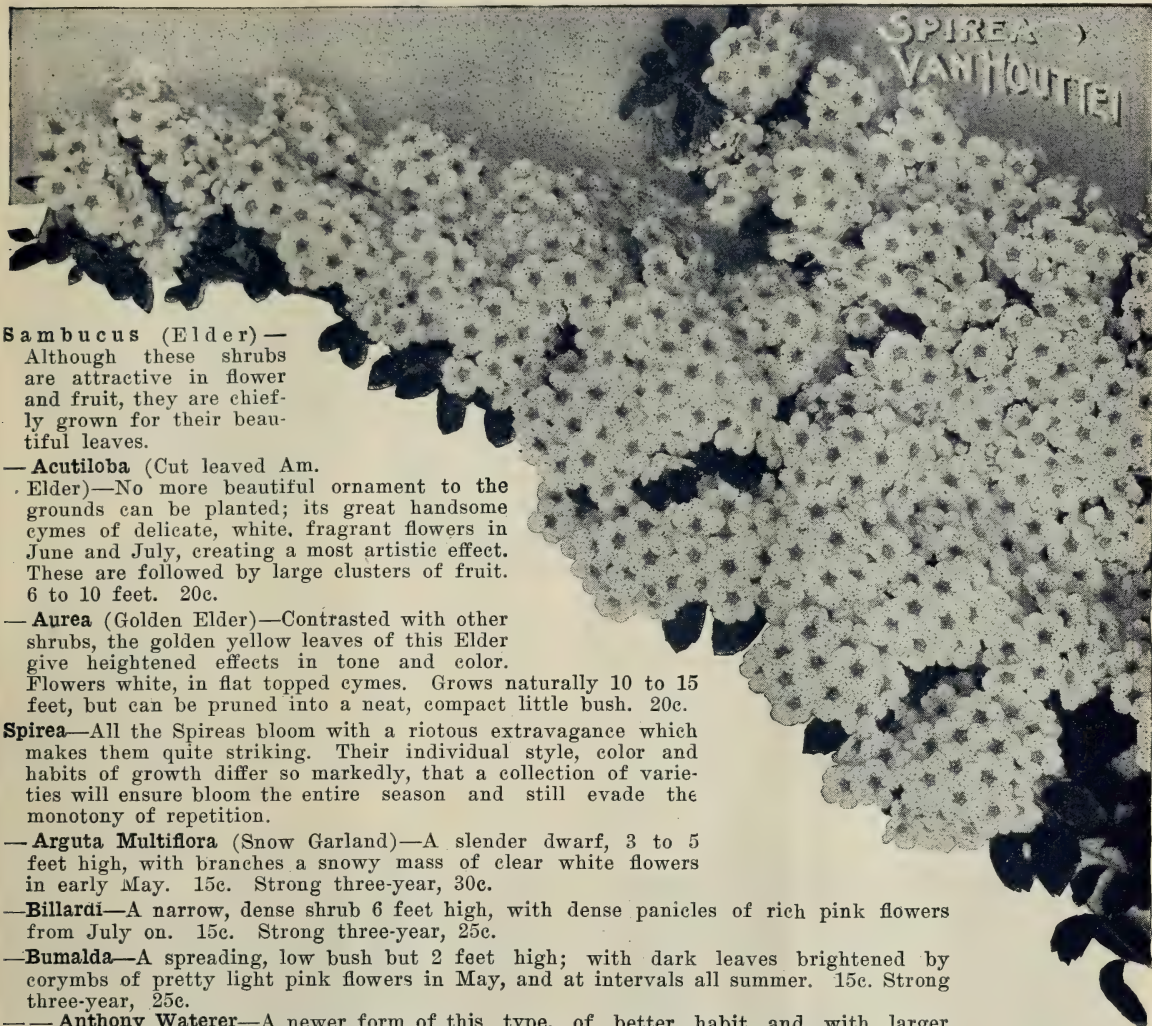 SPIREA
VAN HOUTTEI
Sambucus (Elder)—
Although these shrubs
are attractive in flower
and fruit, they are chief-
ly grown for their beau-
tiful leaves.
— Acutiloba (Cut leaved Am.
Elder)—No more beautiful ornament to the
grounds can be planted; its great handsome
cymes of delicate, white, fragrant flowers in
June and July, creating a most artistic effect.
These are followed by large clusters of fruit.
6 to 10 feet. 20c.
— Aurea (Golden Elder)—Contrasted with other
shrubs, the golden yellow leaves of this Elder
give heightened effects in tone and color.
Flowers white, in flat topped cymes. Grows naturally 10 to 15
feet, but can be pruned into a neat, compact little bush. 20c.
Spirea—All the Spireas bloom with a riotous extravagance which
makes them quite striking. Their individual style, color and
habits of growth differ so markedly, that a collection of varie-
ties will ensure bloom the entire season and still evade the
monotony of repetition.
— Arguta Multiflora (Snow Garland)—A slender dwarf, 3 to 5
feet high, with branches a snowy mass of clear white flowers
in early May. 15c. Strong three-year, 30c.
—Billardi—A narrow, dense shrub 6 feet high, with dense panicles of rich pink flowers
from July on. 15c. Strong three-year, 25c.
—Bumalda—A spreading, low bush but 2 feet high; with dark leaves brightened by
corymbs of pretty light pink flowers in May, and at intervals all summer. 15c. Strong
three-year, 25c.
— — Anthony Waterer—A newer form of this type, of better habit and with larger